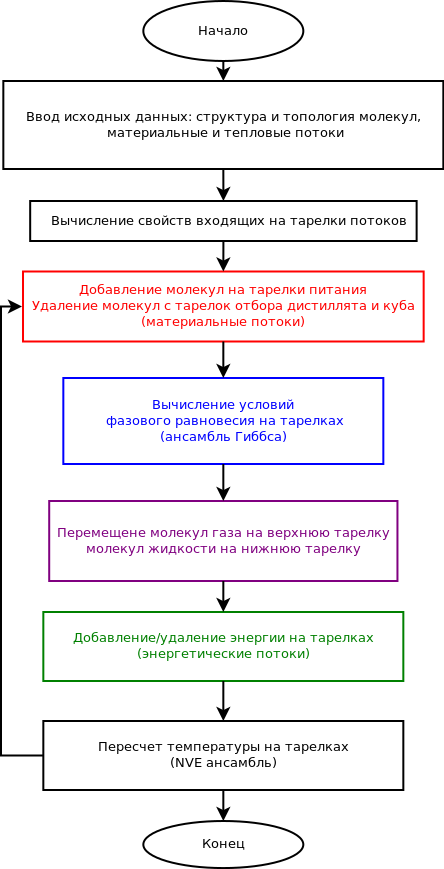 Начало
Ввод исходных данных: структура и топология молекул,
материальные и тепловые потоки
Вычисление свойств входящих на тарелки потоков
Добавление молекул на тарелки питания
Удаление молекул с тарелок отбора дистиллята и куба
(материальные потоки)
Вычисление условий
фазового равновесия на тарелках
(ансамбль Гиббса)
Перемещене молекул газа на верхнюю тарелку
молекул жидкости на нижнюю тарелку
Добавление/удаление энергии на тарелках
(энергетические потоки)
Пересчет температуры на тарелках
(NVE ансамбль)
Конец